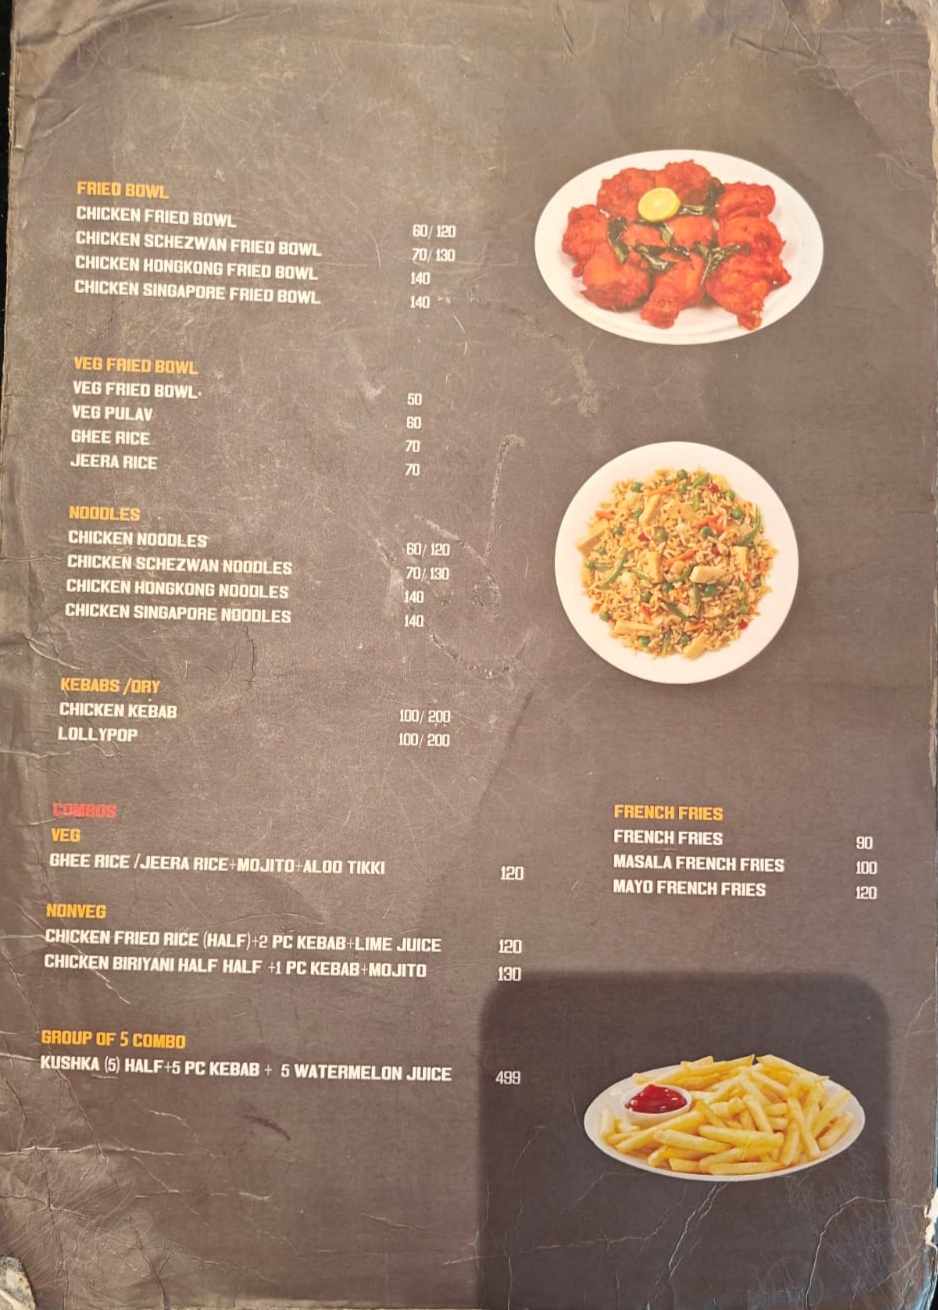 FRIED BOWL
CHICKEN FRIED BOWL 60/ 120
CHICKEN SCHEZWAN FRIED BOWL 70/ 130
CHICKEN HONGKONG FRIED BOWL 140
CHICKEN SINGAPORE FRIED BOWL 140
VEG FRIED BOWL
VEG FRIED BOWL 50
VEG PULAV 60
GHEE RICE 70
JEERA RICE 70
NOODLES
CHICKEN NOODLES 60/ 120
CHICKEN SCHEZWAN NOODLES 70/ 130
CHICKEN HONGKONG NOODLES 140
CHICKEN SINGAPORE NOODLES 140
KEBABS /DRY
CHICKEN KEBAB 100/ 200
LOLLYPOP 100/ 200
COMBOS
VEG
GHEE RICE /JEERA RICE+MOJITO+ALOO TIKKI 120
NONVEG
CHICKEN FRIED RICE (HALF)+2 PC KEBAB+LIME JUICE 120
CHICKEN BIRIYANI HALF HALF +1 PC KEBAB+MOJITO 130
GROUP OF 5 COMBO
KUSHKA (5) HALF+5 PC KEBAB + 5 WATERMELON JUICE 499
FRENCH FRIES
FRENCH FRIES 90
MASALA FRENCH FRIES 100
MAYO FRENCH FRIES 120